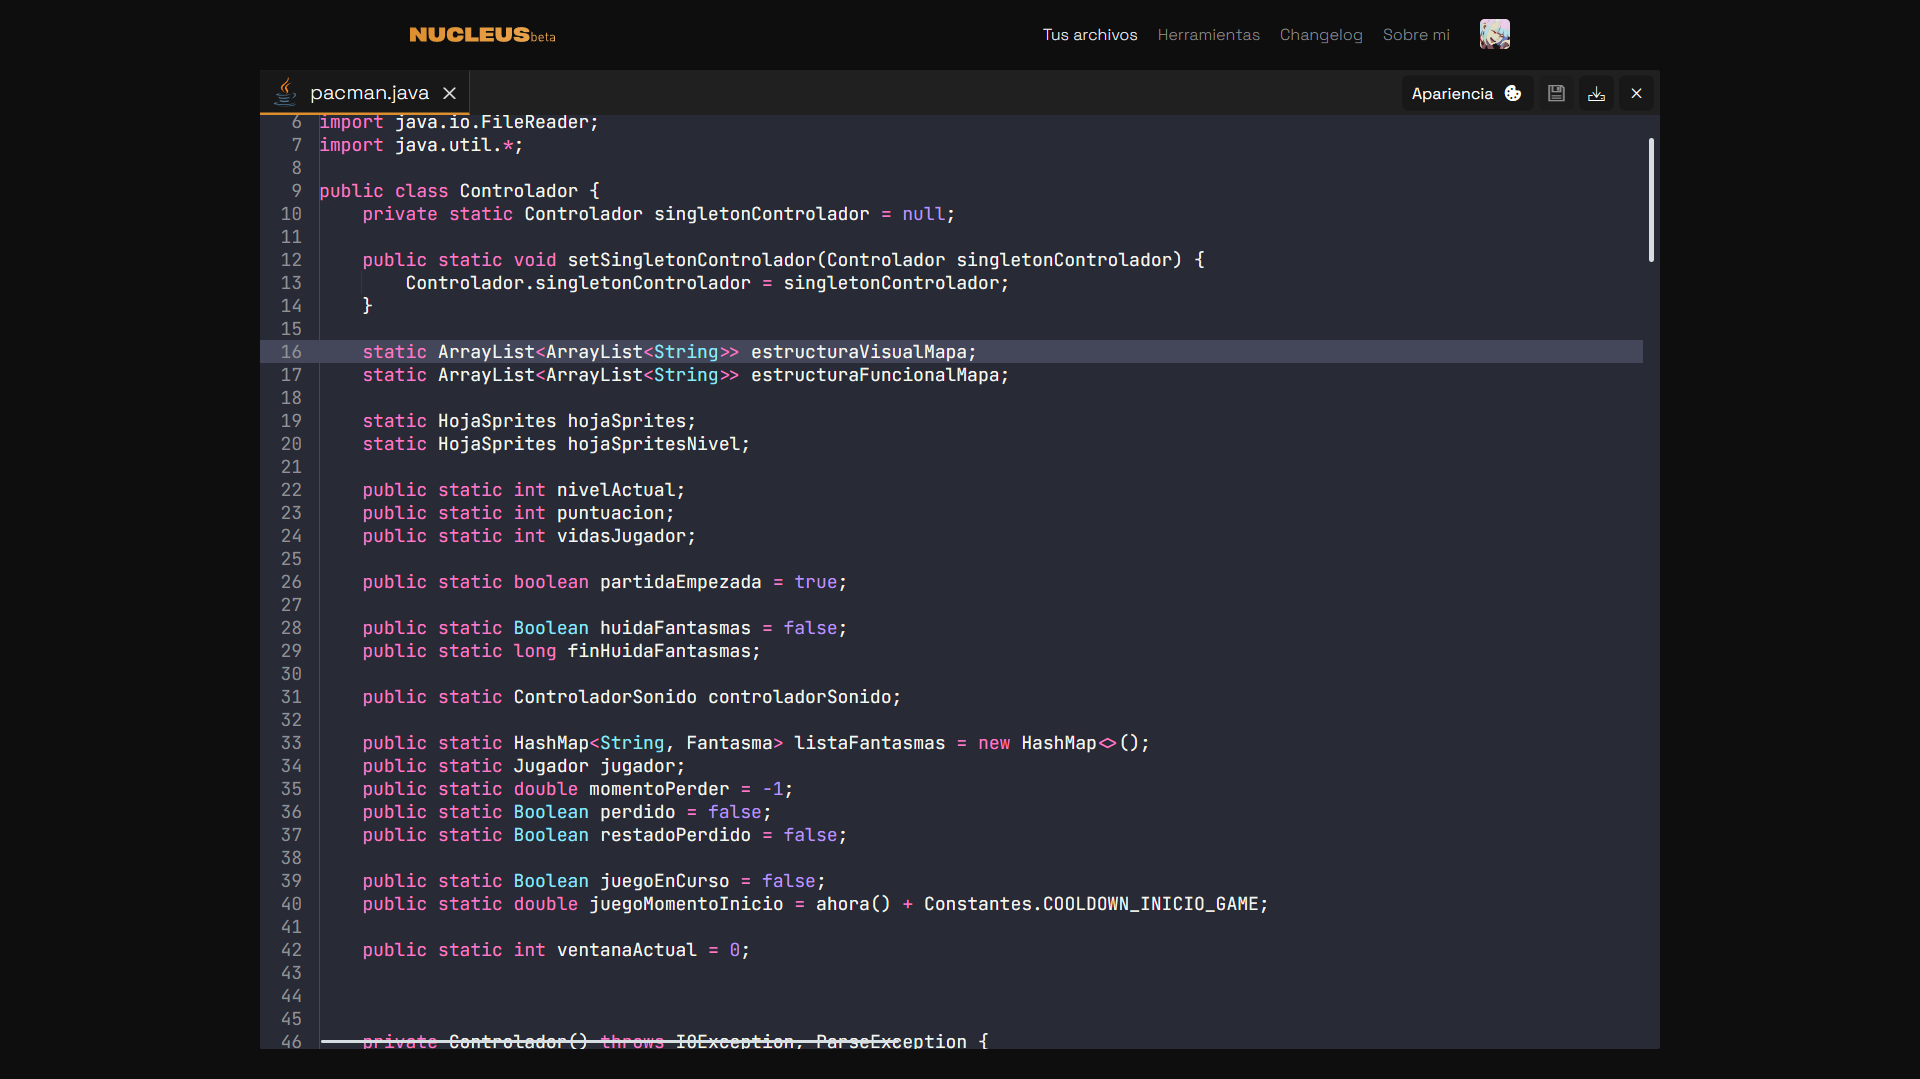 NUCLEUSbeta
Tus archivos Herramientas Changelog Sobre mi
pacman.java
Apariencia
6 import java.io.FileReader;
7 import java.util.*;
8
9 public class Controlador {
10 private static Controlador singletonControlador = null;
11
12 public static void setSingletonControlador(Controlador singletonControlador) {
13 Controlador.singletonControlador = singletonControlador;
14 }
15
16 static ArrayList<ArrayList<String>> estructuraVisualMapa;
17 static ArrayList<ArrayList<String>> estructuraFuncionalMapa;
18
19 static HojaSprites hojaSprites;
20 static HojaSprites hojaSpritesNivel;
21
22 public static int nivelActual;
23 public static int puntuacion;
24 public static int vidasJugador;
25
26 public static boolean partidaEmpezada = true;
27
28 public static Boolean huidaFantasmas = false;
29 public static long finHuidaFantasmas;
30
31 public static ControladorSonido controladorSonido;
32
33 public static HashMap<String, Fantasma> listaFantasmas = new HashMap<>();
34 public static Jugador jugador;
35 public static double momentoPerder = -1;
36 public static Boolean perdido = false;
37 public static Boolean restadoPerdido = false;
38
39 public static Boolean juegoEnCurso = false;
40 public static double juegoMomentoInicio = ahora() + Constantes.COOLDOWN_INICIO_GAME;
41
42 public static int ventanaActual = 0;
43
44
45
46 private Controlador() throws IOException, ParseException {